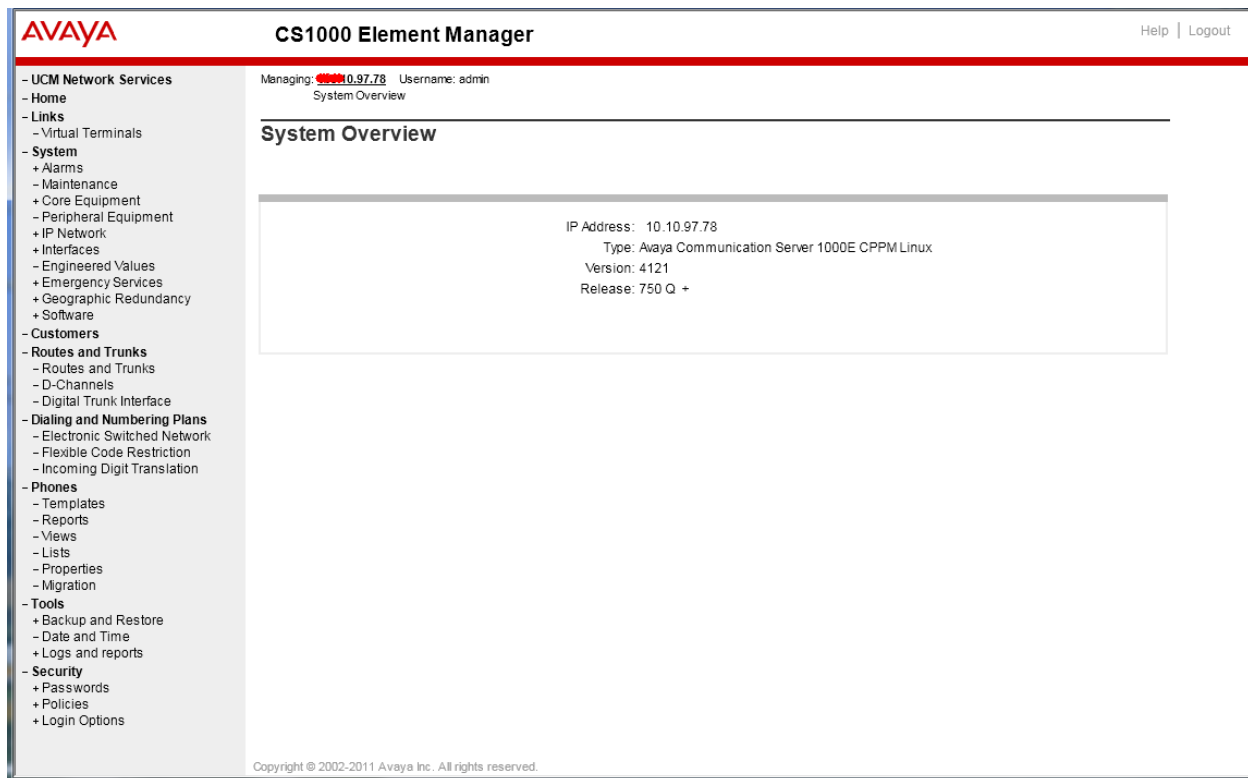 AVAYA
CS1000 Element Manager
Help | Logout
- UCM Network Services
- Home
- Links
- Virtual Terminals
- System
+ Alarms
- Maintenance
+ Core Equipment
- Peripheral Equipment
+ IP Network
+ Interfaces
- Engineered Values
+ Emergency Services
+ Geographic Redundancy
+ Software
- Customers
- Routes and Trunks
- Routes and Trunks
- D-Channels
- Digital Trunk Interface
- Dialing and Numbering Plans
- Electronic Switched Network
- Flexible Code Restriction
- Incoming Digit Translation
- Phones
- Templates
- Reports
- Views
- Lists
- Properties
- Migration
- Tools
+ Backup and Restore
- Date and Time
+ Logs and reports
- Security
+ Passwords
+ Policies
+ Login Options
Managing: 0.97.78 Username: admin
System Overview
System Overview
IP Address: 10.10.97.78
Type: Avaya Communication Server 1000E CPPM Linux
Version: 4121
Release: 750 Q +
Copyright © 2002-2011 Avaya Inc. All rights reserved.